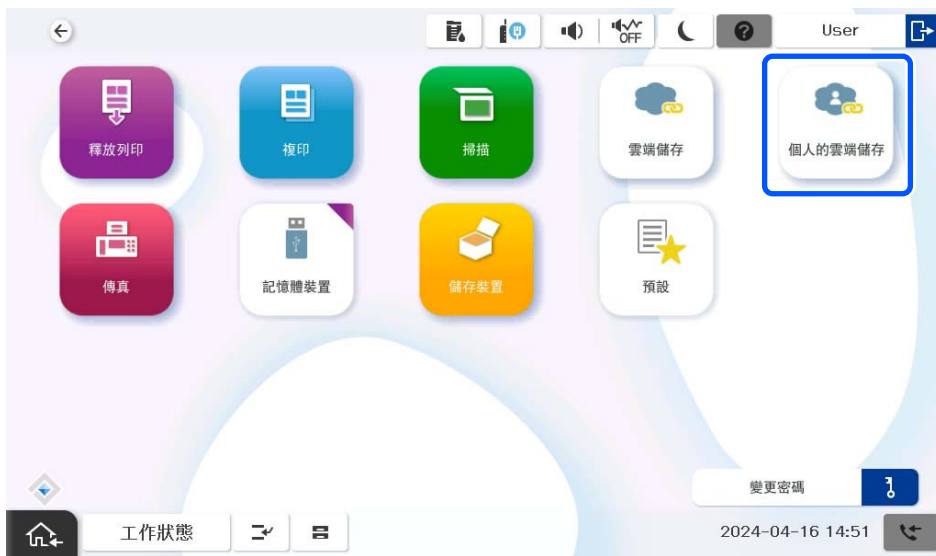 OFF
User
釋放列印
複印
掃描
雲端儲存
個人的雲端儲存
傳真
記憶體裝置
儲存裝置
預設
變更密碼
工作狀態
2024-04-16 14:51